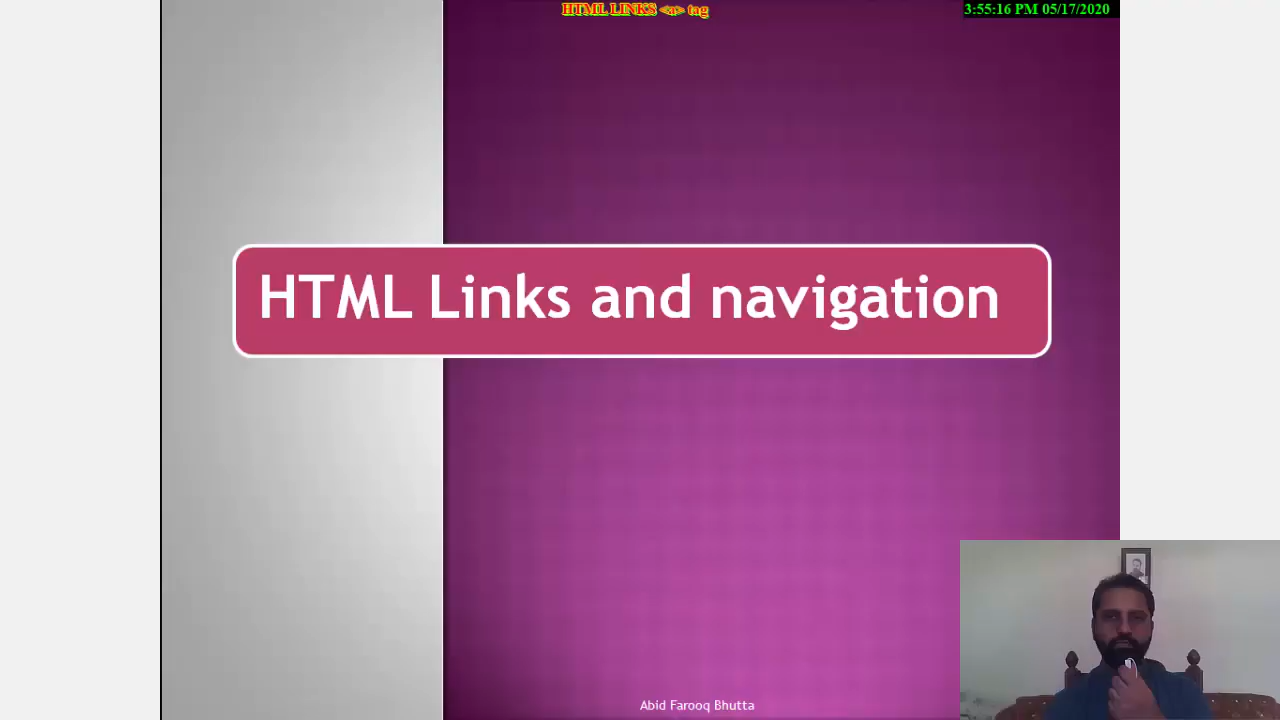 HTML LINKS <a> tag
3:55:16 PM 05/17/2020
HTML Links and navigation
Abid Farooq Bhutta